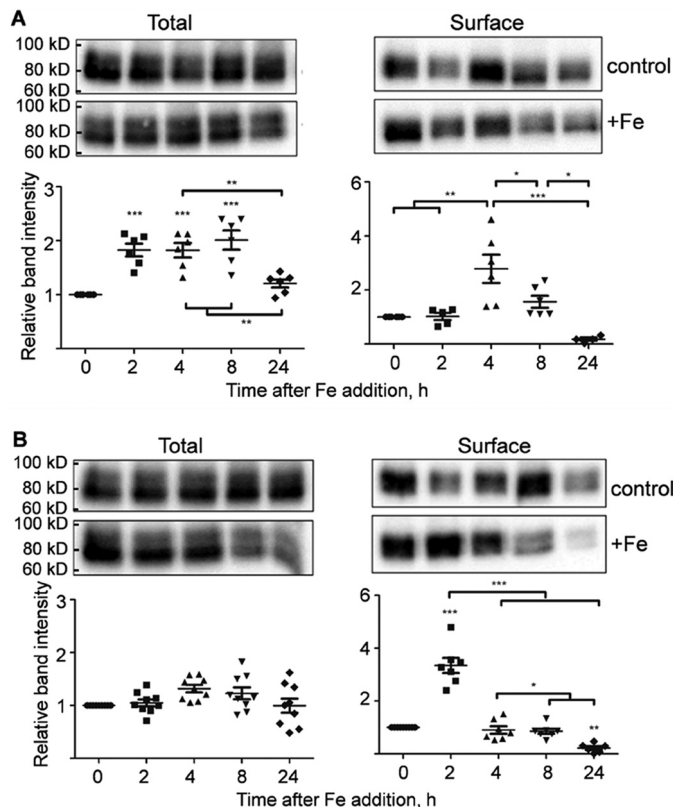 A
Total
Surface
100 kD
80 kD
60 kD
control
100 kD
80 kD
60 kD
+Fe
Relative band intensity
3
2
1
***
***
***
**
**
0 2 4 8 24
6
4
2
**
*
*
***
0 2 4 8 24
Time after Fe addition, h
B
Total
Surface
100 kD
80 kD
60 kD
control
100 kD
80 kD
60 kD
+Fe
Relative band intensity
3
2
1
0 2 4 8 24
6
4
2
***
***
*
**
0 2 4 8 24
Time after Fe addition, h